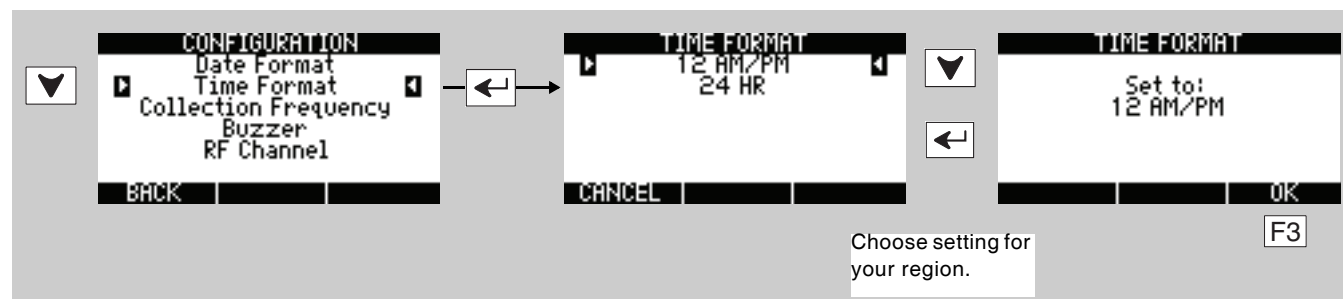 CONFIGURATION
Date Format
Time Format
Collection Frequency
Buzzer
RF Channel
BACK
TIME FORMAT
12 AM/PM
24 HR
CANCEL
Choose setting for
your region.
TIME FORMAT
Set to:
12 AM/PM
OK
F3